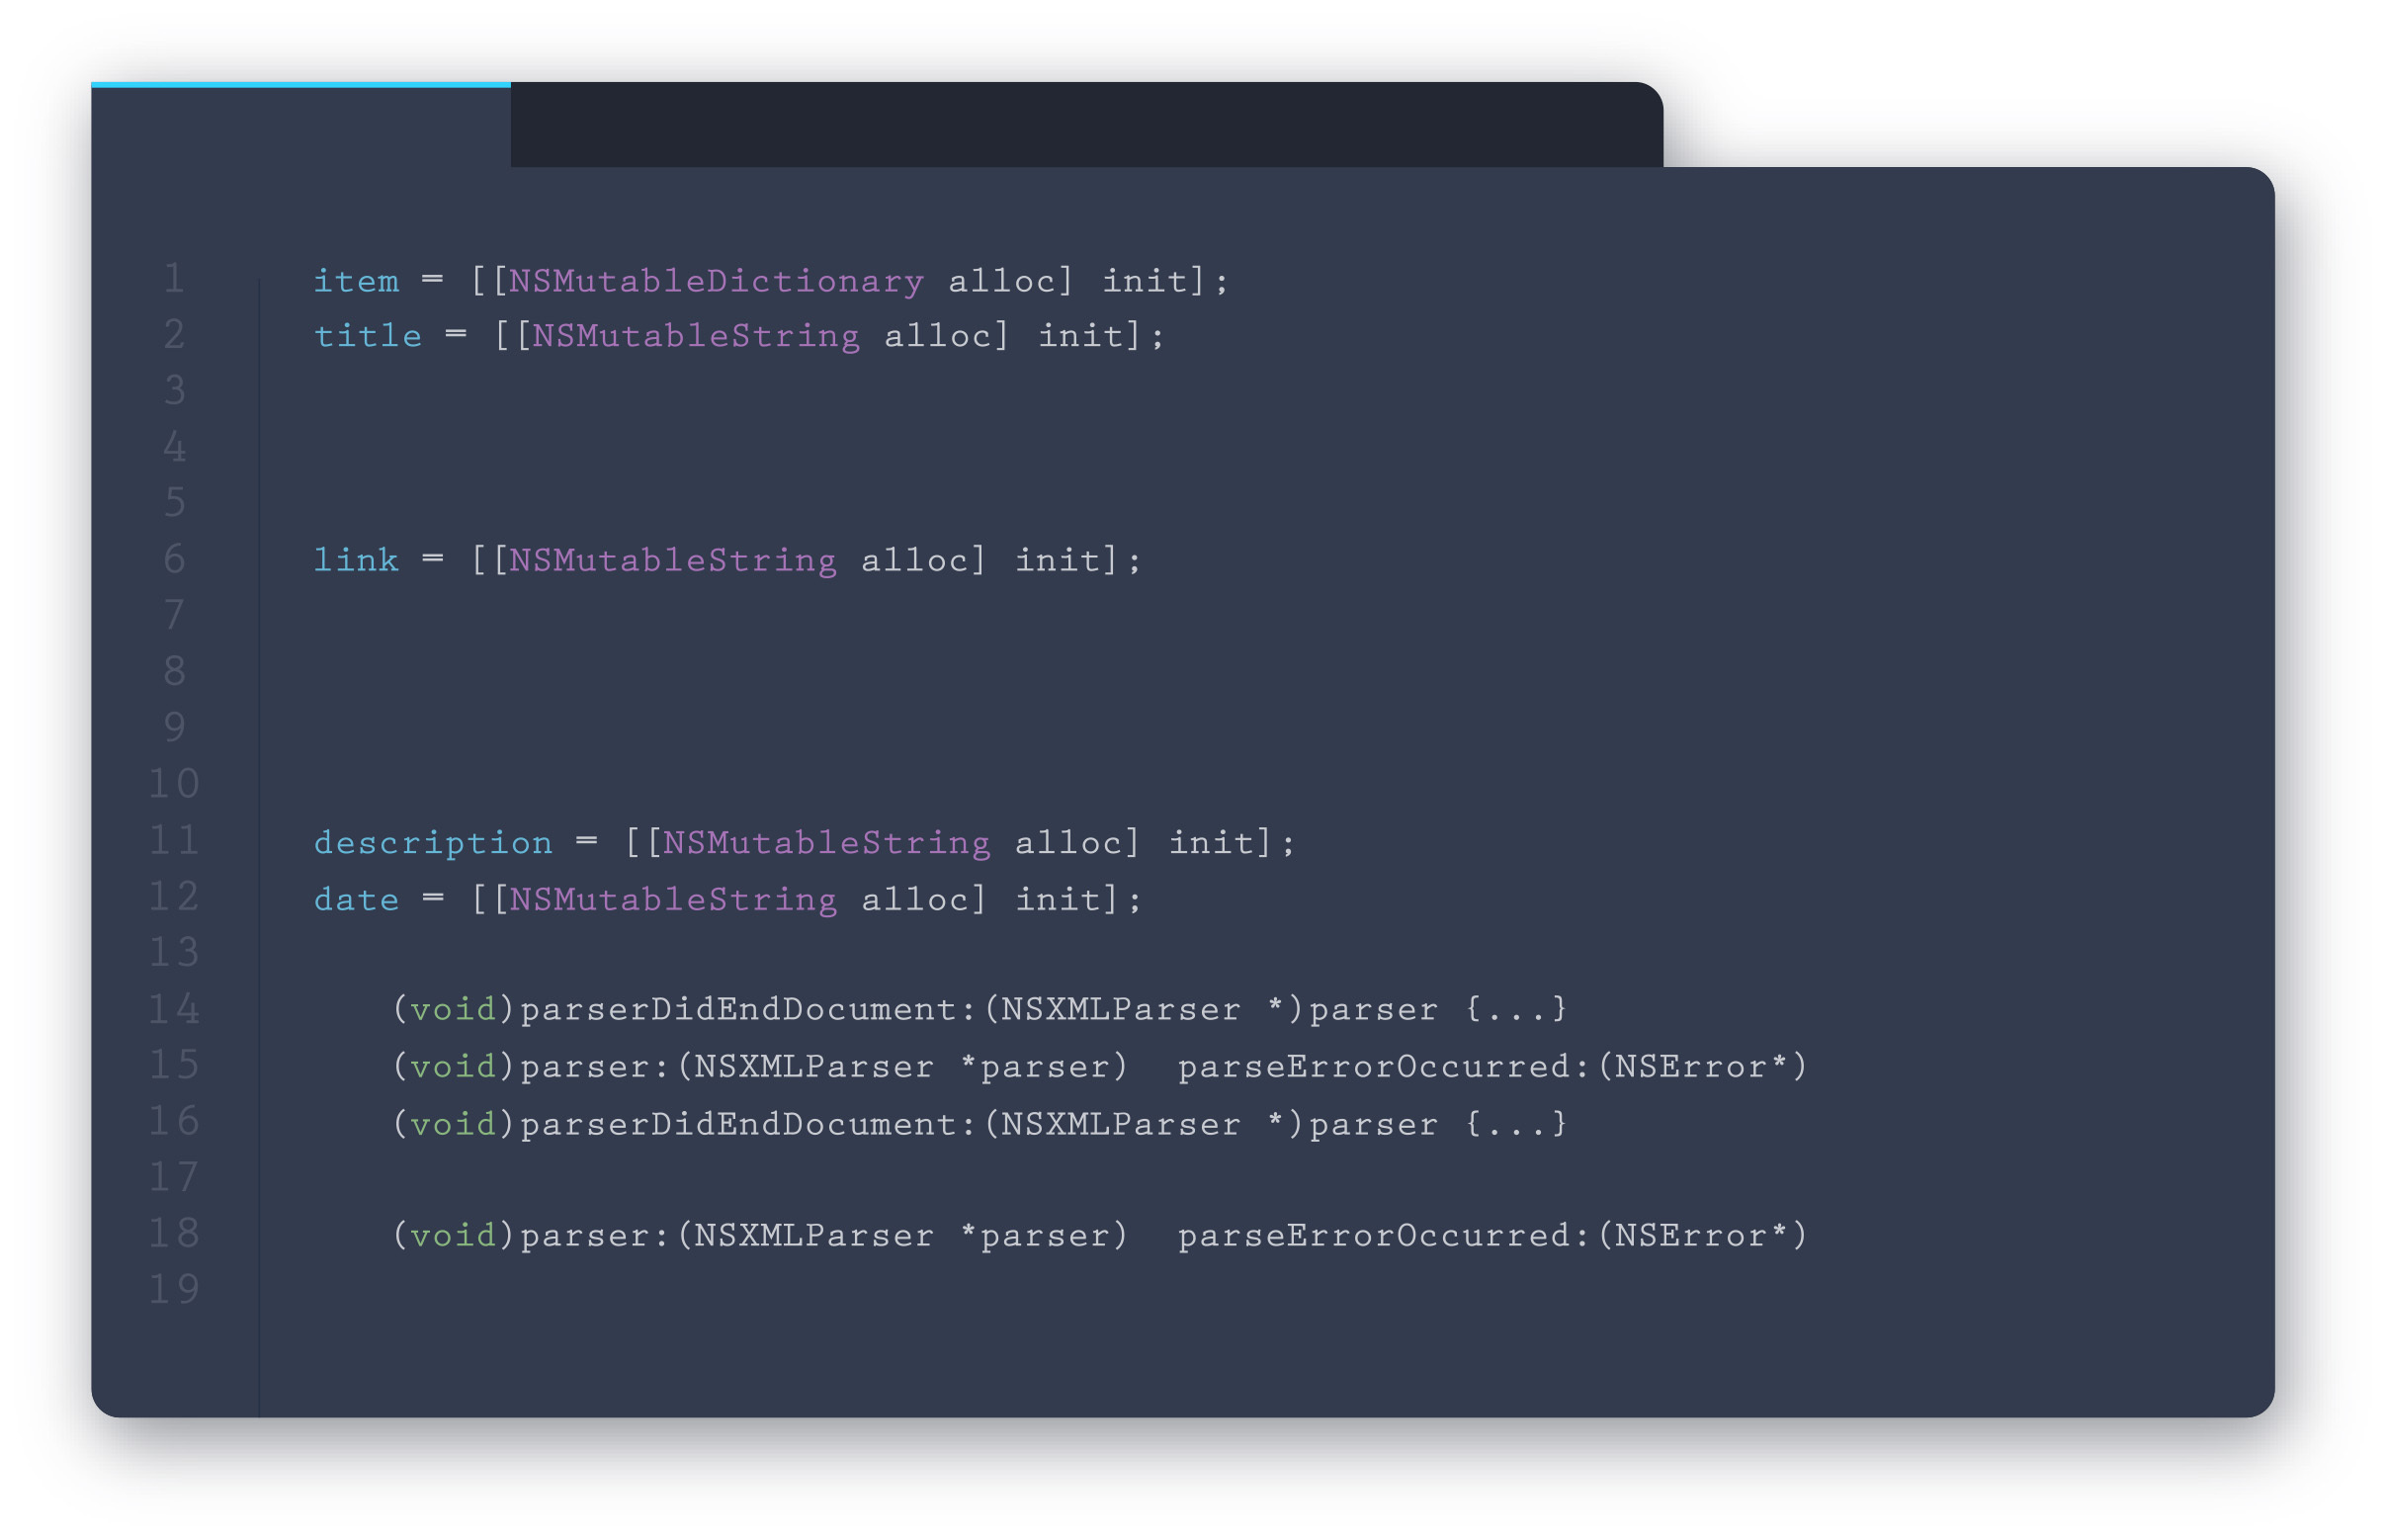 1 item = [[NSMutableDictionary alloc] init];
2 title = [[NSMutableString alloc] init];
3
4
5
6 link = [[NSMutableString alloc] init];
7
8
9
10
11 description = [[NSMutableString alloc] init];
12 date = [[NSMutableString alloc] init];
13
14 (void)parserDidEndDocument:(NSXMLParser *)parser {...}
15 (void)parser:(NSXMLParser *parser)  parseErrorOccurred:(NSError*)
16 (void)parserDidEndDocument:(NSXMLParser *)parser {...}
17
18 (void)parser:(NSXMLParser *parser)  parseErrorOccurred:(NSError*)
19